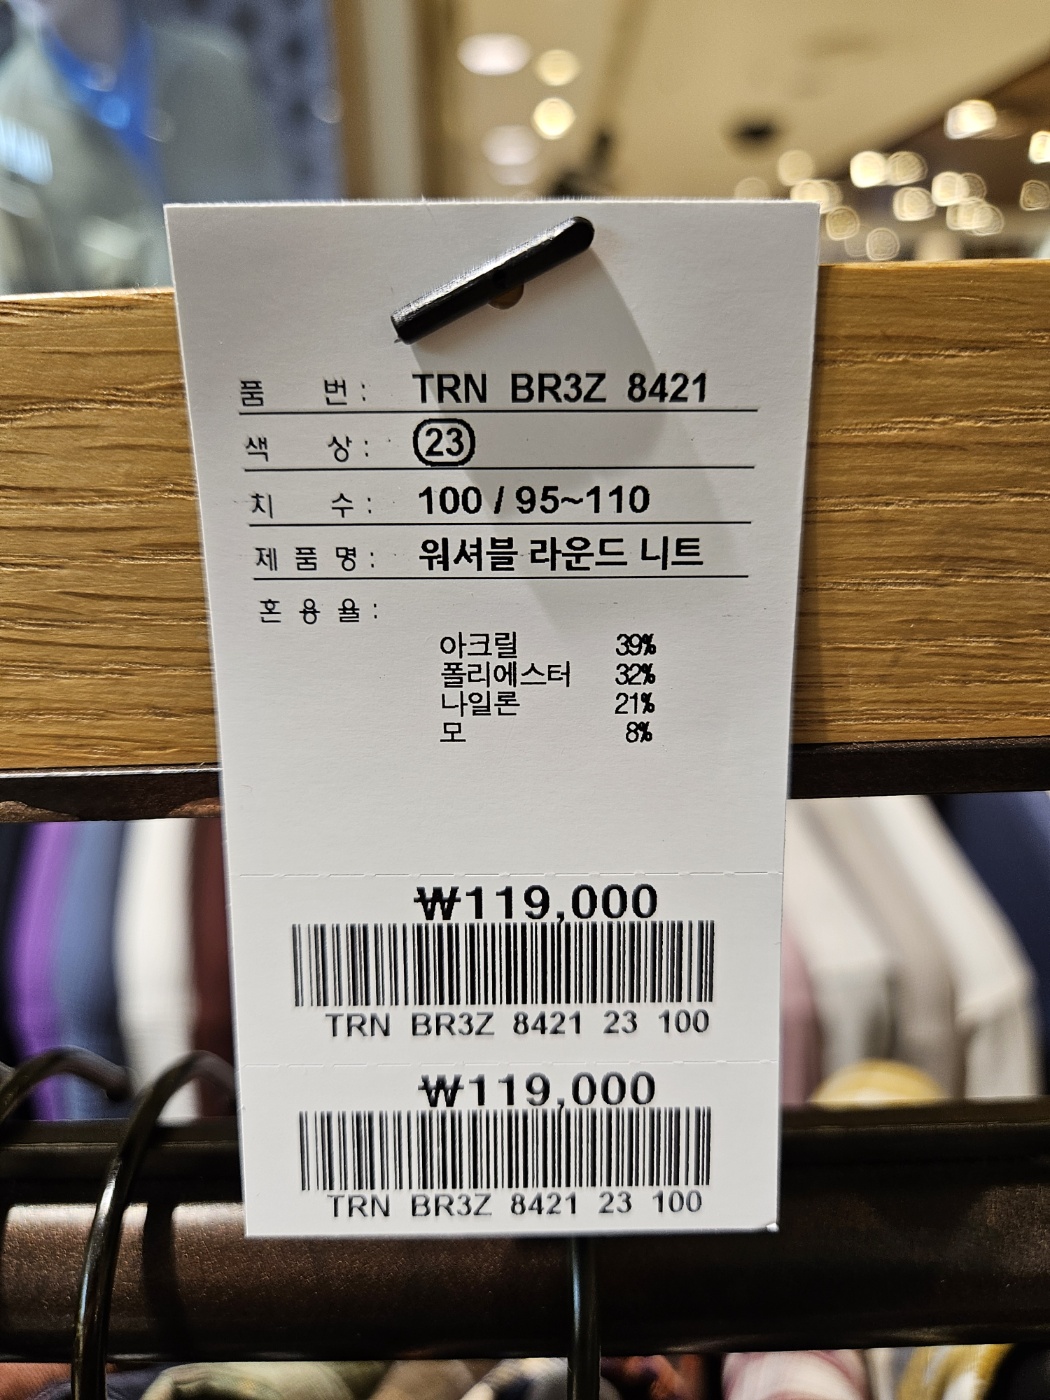 품 번 : TRN BR3Z 8421
색 상 : 23
치 수 : 100 / 95~110
제 품 명 : 워셔블 라운드 니트
혼 용 율 :
아크릴 39%
폴리에스터 32%
나일론 21%
모 8%
₩119,000
TRN BR3Z 8421 23 100
₩119,000
TRN BR3Z 8421 23 100